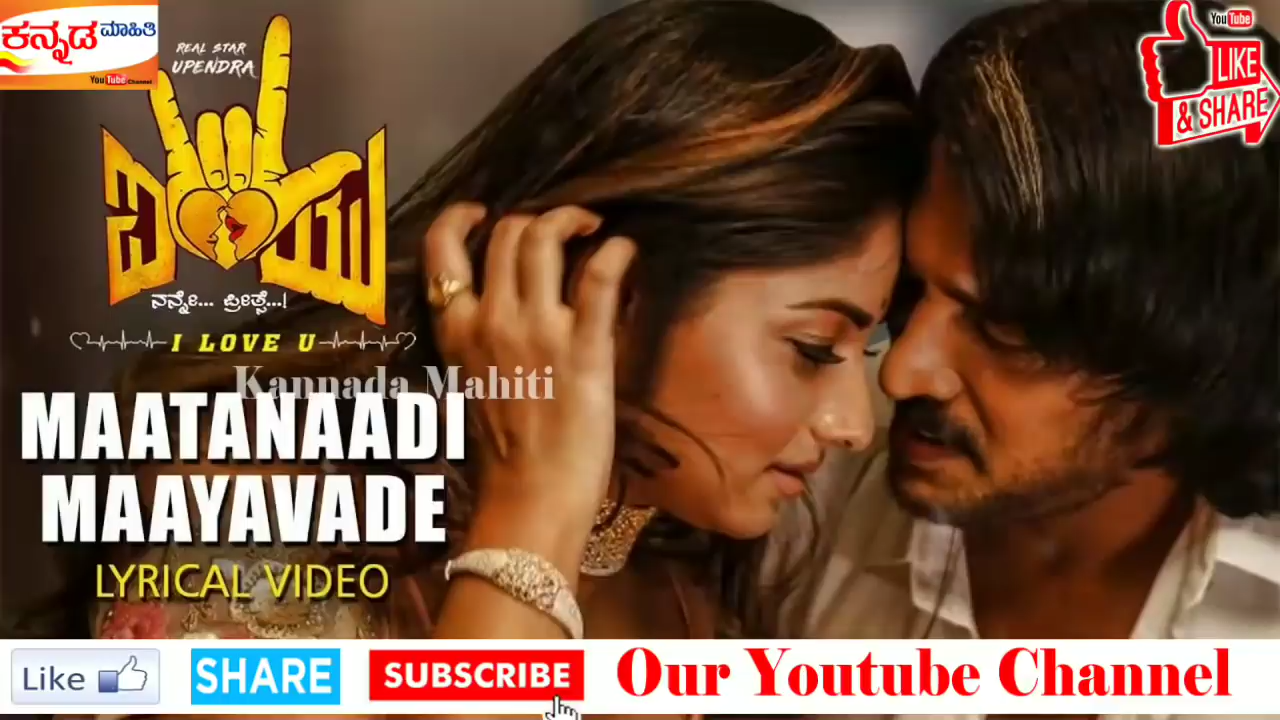 ಕನ್ನಡ ಮಾಹಿತಿ
YouTube Channel
REAL STAR
UPENDRA
YouTube
LIKE
& SHARE
ನನ್ನೇ... ಪ್ರೀತ್ಸೆ...!
I LOVE U
Kannada Mahiti
MAATANAADI
MAAYAVADE
LYRICAL VIDEO
Like
SHARE
SUBSCRIBE
Our Youtube Channel